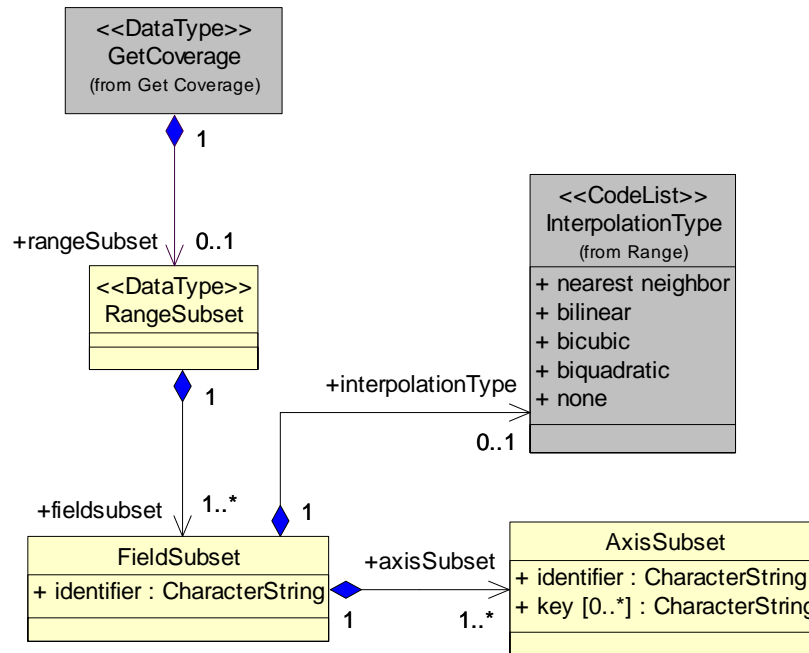 <<DataType>>
GetCoverage
(from Get Coverage)
1
+rangeSubset
0..1
<<DataType>>
RangeSubset
1
+fieldsubset
1..*
<<CodeList>>
InterpolationType
(from Range)
+ nearest neighbor
+ bilinear
+ bicubic
+ biquadratic
+ none
+interpolationType
0..1
1
FieldSubset
+ identifier : CharacterString
+axisSubset
1
1..*
AxisSubset
+ identifier : CharacterString
+ key [0..*] : CharacterString